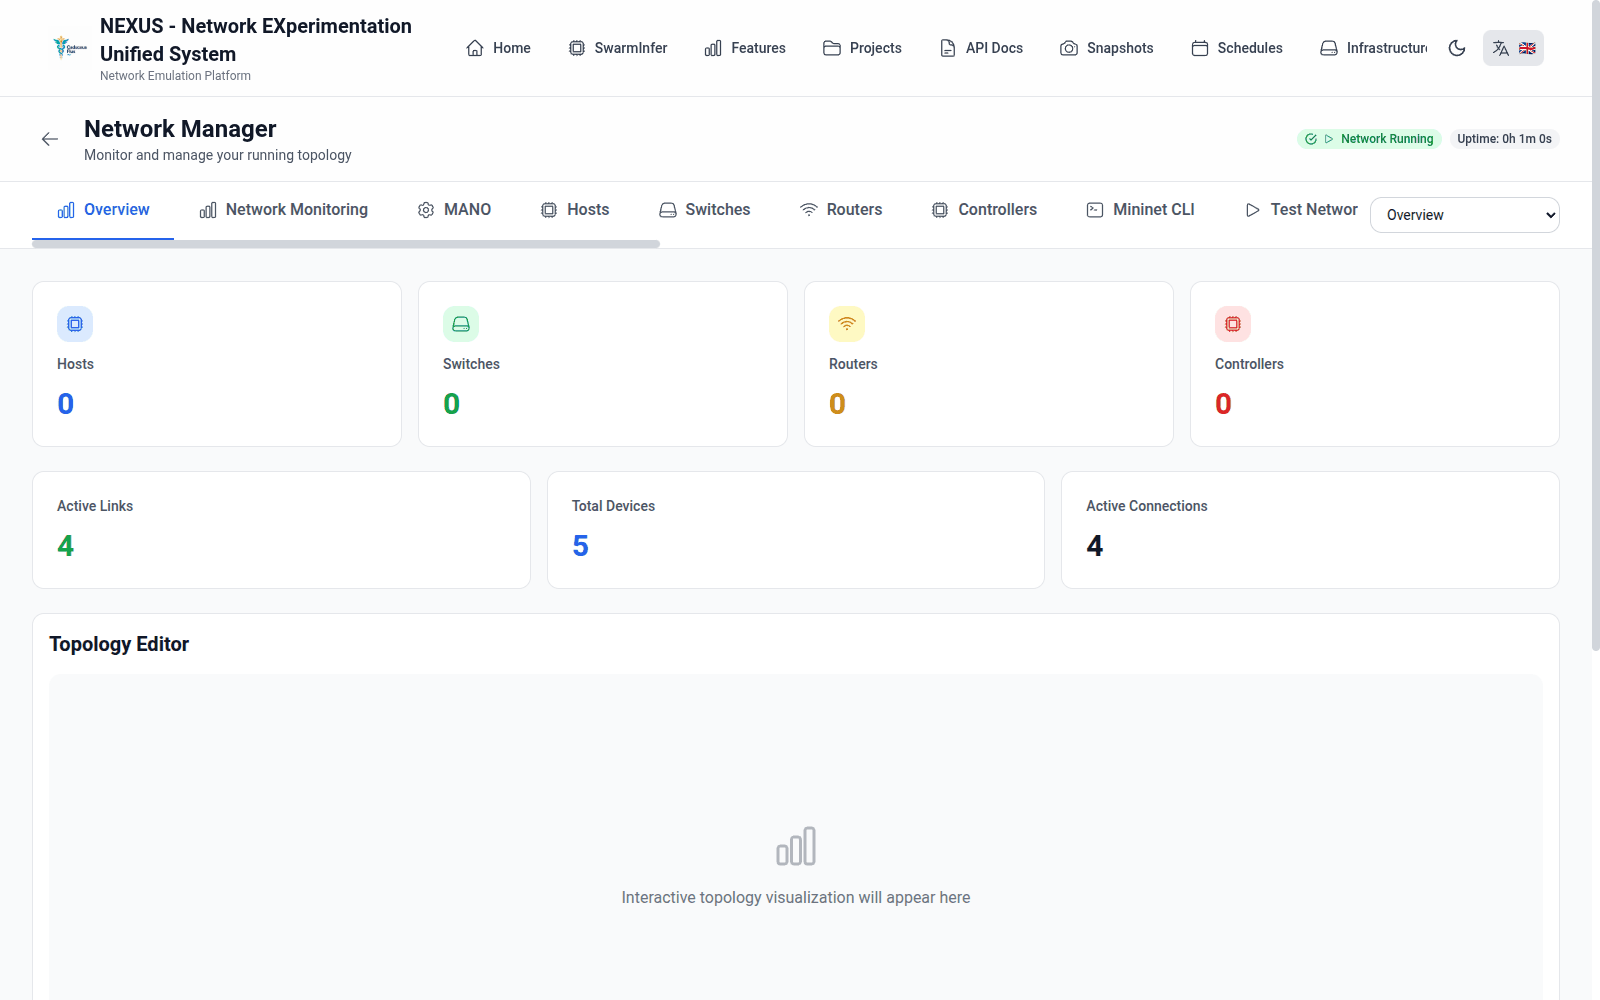 NEXUS - Network EXperimentation
Unified System
Network Emulation Platform
Home
SwarmInfer
Features
Projects
API Docs
Snapshots
Schedules
Infrastructur
Network Manager
Monitor and manage your running topology
Network Running
Uptime: 0h 1m 0s
Overview
Network Monitoring
MANO
Hosts
Switches
Routers
Controllers
Mininet CLI
Test Networ
Overview
Hosts
0
Switches
0
Routers
0
Controllers
0
Active Links
4
Total Devices
5
Active Connections
4
Topology Editor
Interactive topology visualization will appear here